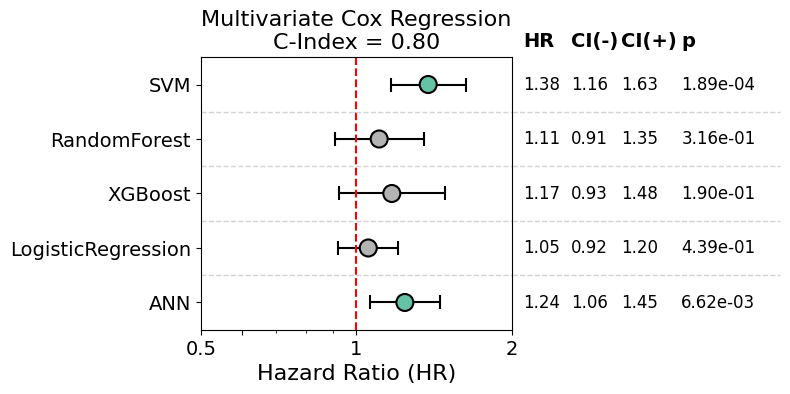 Multivariate Cox Regression
C-Index = 0.80
HR CI(-) CI(+) p
SVM 1.38 1.16 1.63 1.89e-04
RandomForest 1.11 0.91 1.35 3.16e-01
XGBoost 1.17 0.93 1.48 1.90e-01
LogisticRegression 1.05 0.92 1.20 4.39e-01
ANN 1.24 1.06 1.45 6.62e-03
0.5 1 2
Hazard Ratio (HR)